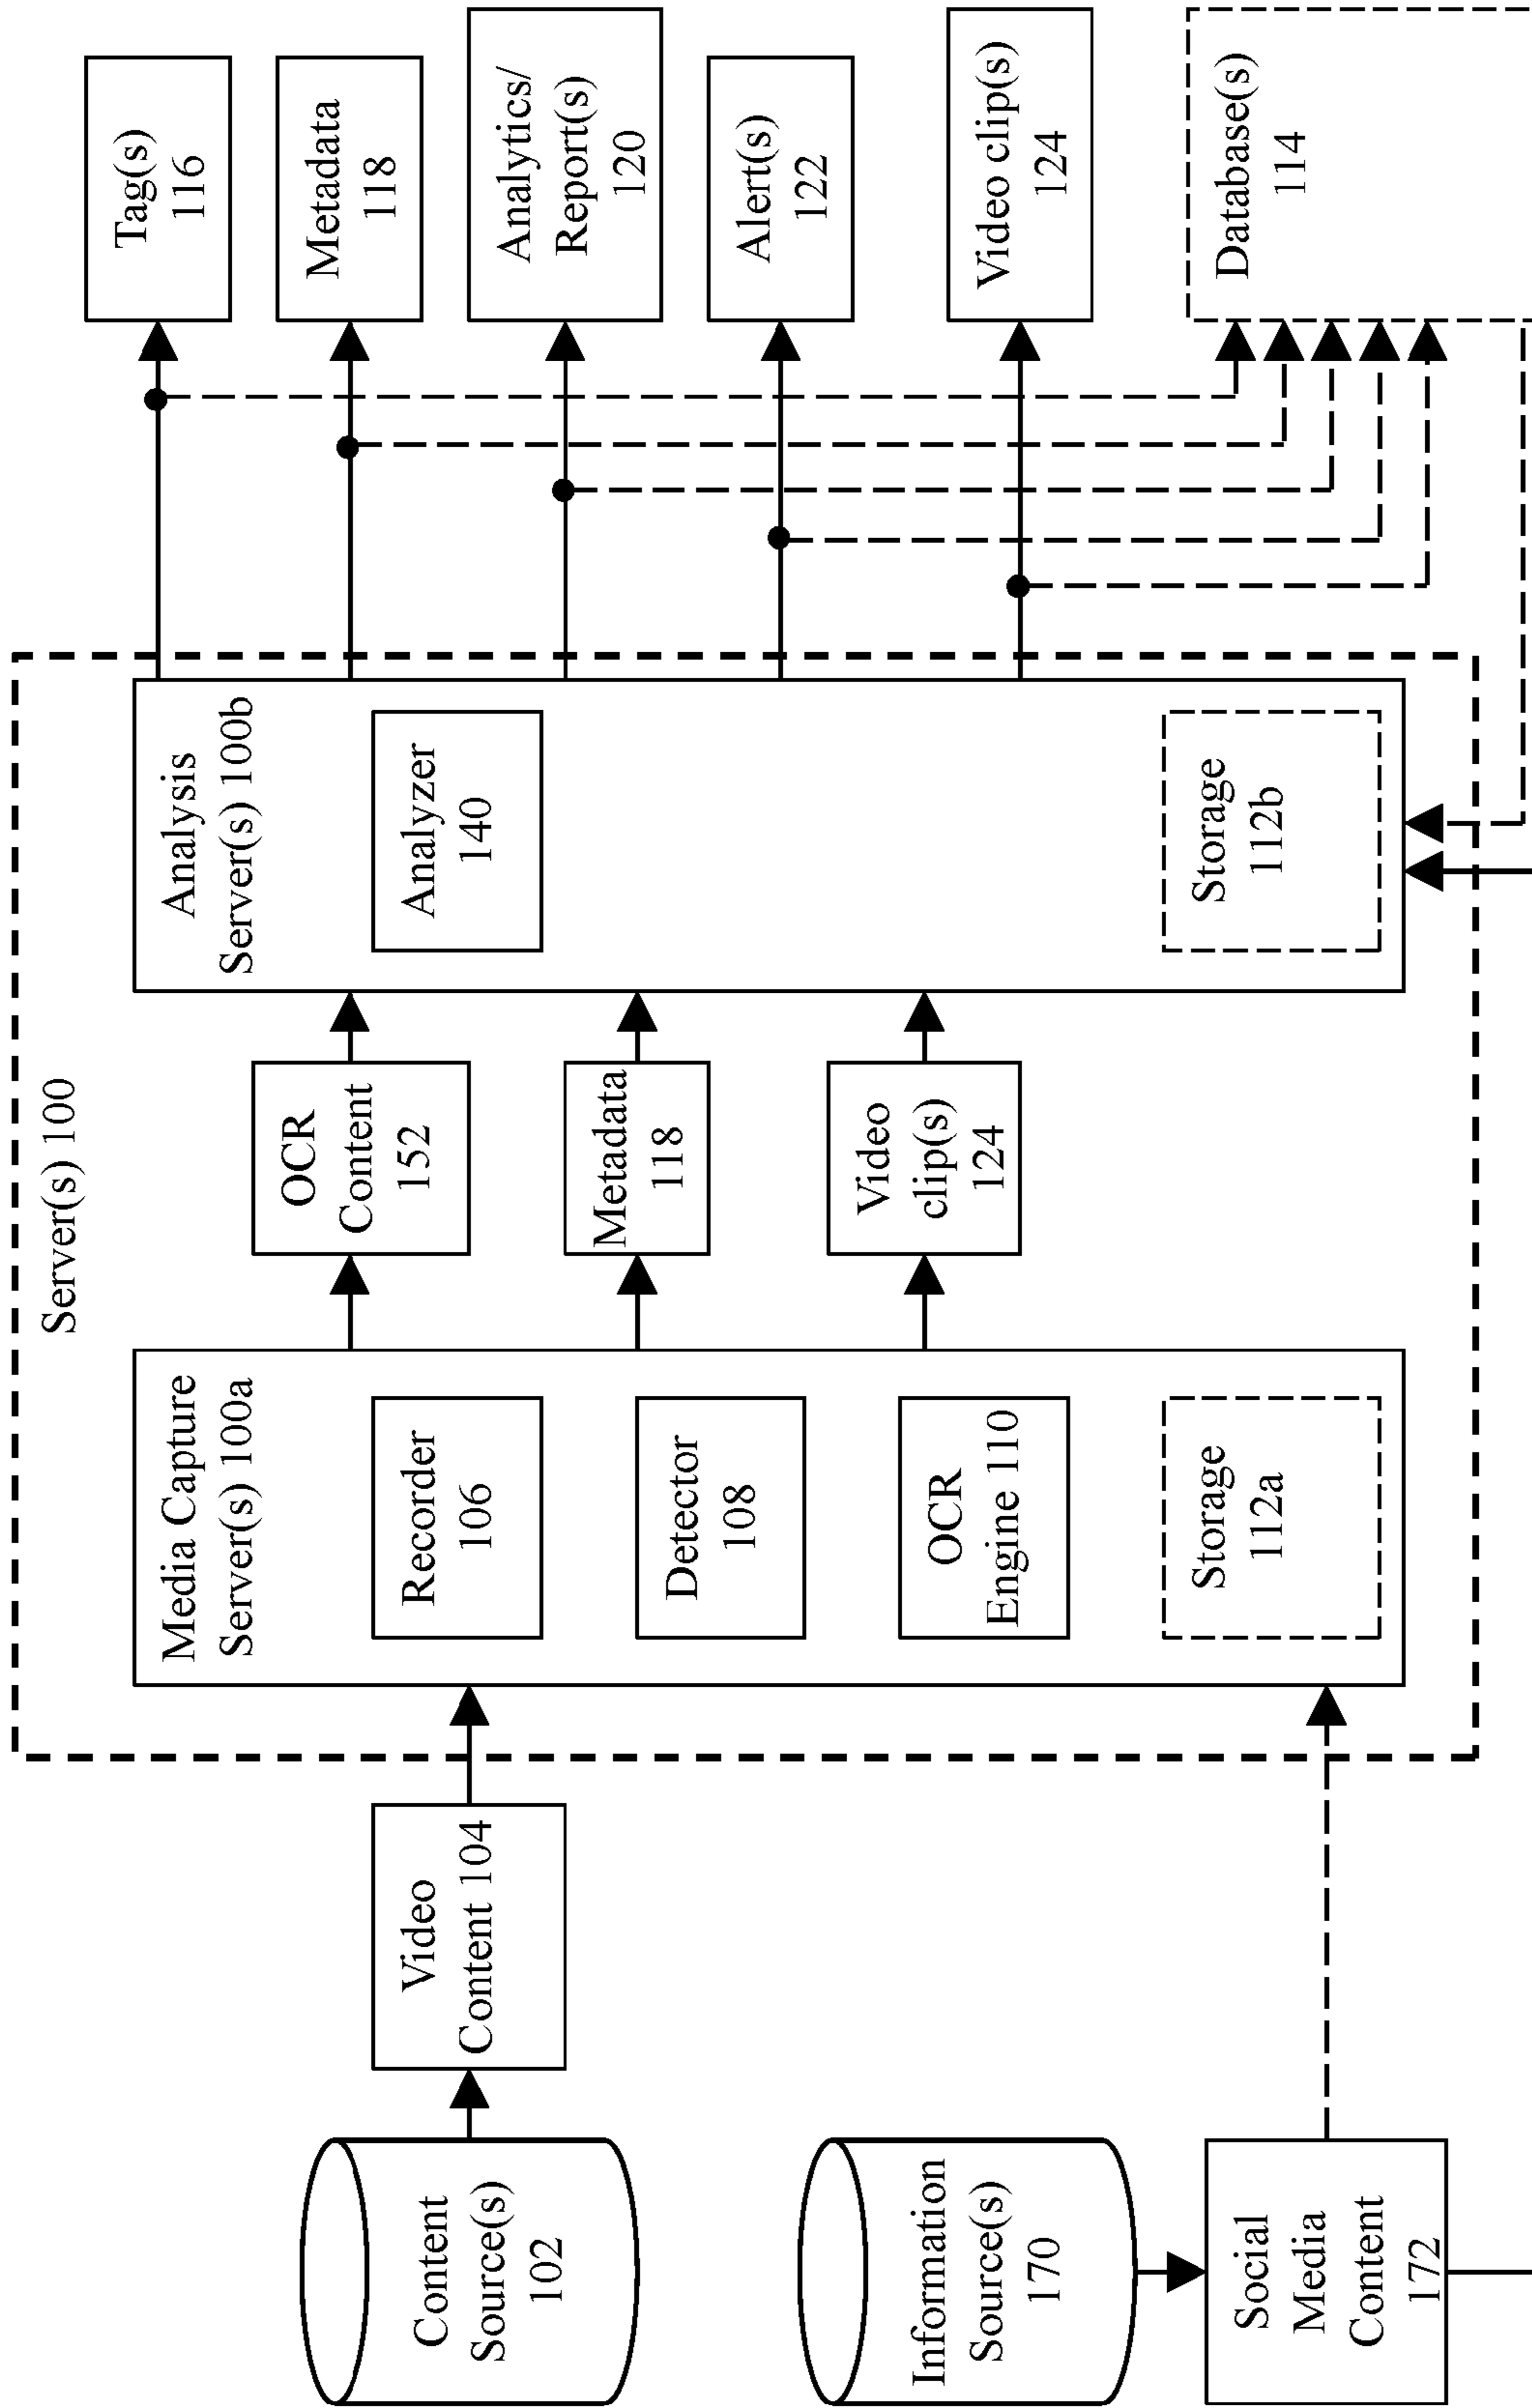 Server(s) 100
Content
Source(s)
102
Video
Content 104
Information
Source(s)
170
Social
Media
Content
172
Media Capture
Server(s) 100a
Recorder
106
Detector
108
OCR
Engine 110
Storage
112a
OCR
Content
152
Metadata
118
Video
clip(s)
124
Analysis
Server(s) 100b
Analyzer
140
Storage
112b
Tag(s)
116
Metadata
118
Analytics/
Report(s)
120
Alert(s)
122
Video clip(s)
124
Database(s)
114